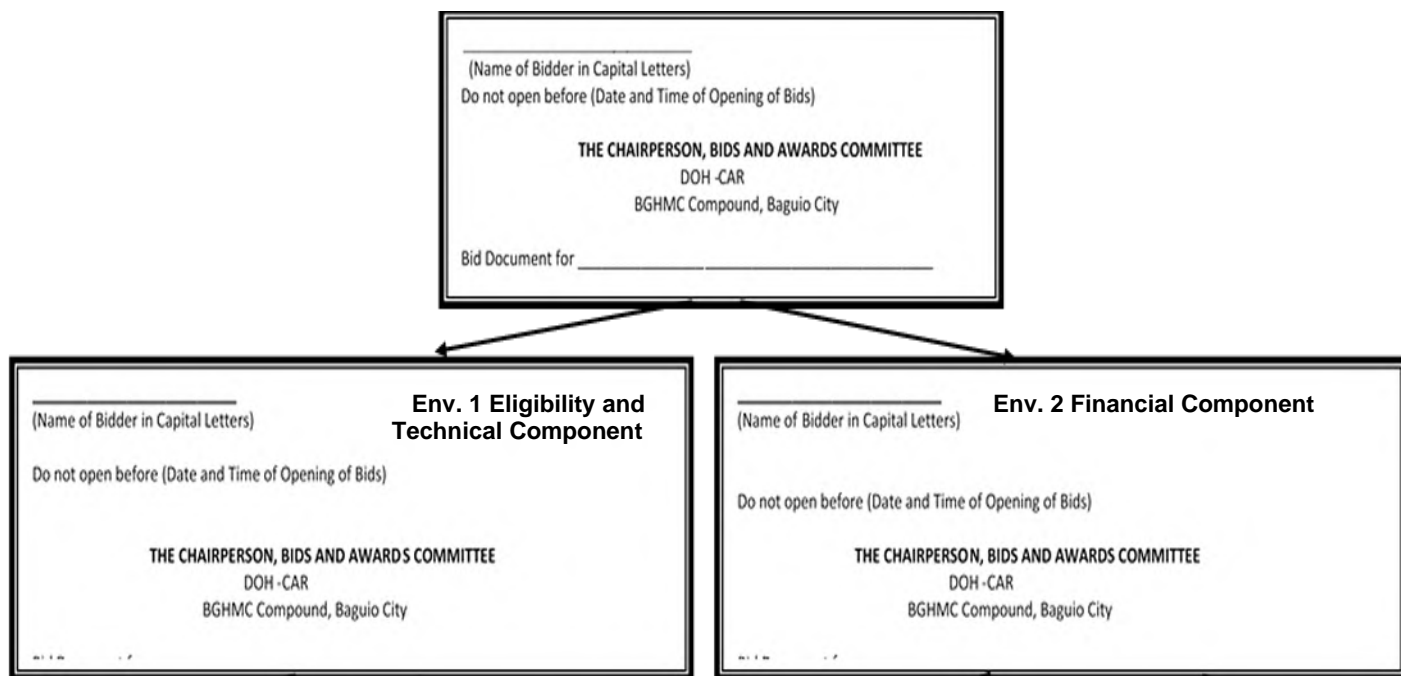 (Name of Bidder in Capital Letters)
Do not open before (Date and Time of Opening of Bids)
THE CHAIRPERSON, BIDS AND AWARDS COMMITTEE
DOH -CAR
BGHMC Compound, Baguio City
Bid Document for
Env. 1 Eligibility and
Technical Component
(Name of Bidder in Capital Letters)
Do not open before (Date and Time of Opening of Bids)
THE CHAIRPERSON, BIDS AND AWARDS COMMITTEE
DOH -CAR
BGHMC Compound, Baguio City
Env. 2 Financial Component
(Name of Bidder in Capital Letters)
Do not open before (Date and Time of Opening of Bids)
THE CHAIRPERSON, BIDS AND AWARDS COMMITTEE
DOH -CAR
BGHMC Compound, Baguio City